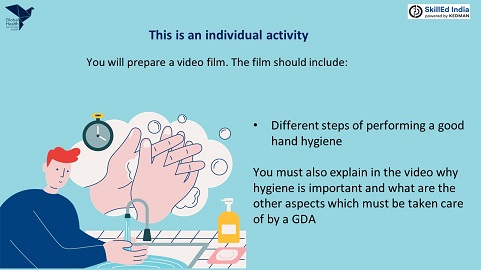 Global
Health
SkillEd India
powered by KEDMAN
This is an individual activity
You will prepare a video film. The film should include:
• Different steps of performing a good
hand hygiene
You must also explain in the video why
hygiene is important and what are the
other aspects which must be taken care
of by a GDA